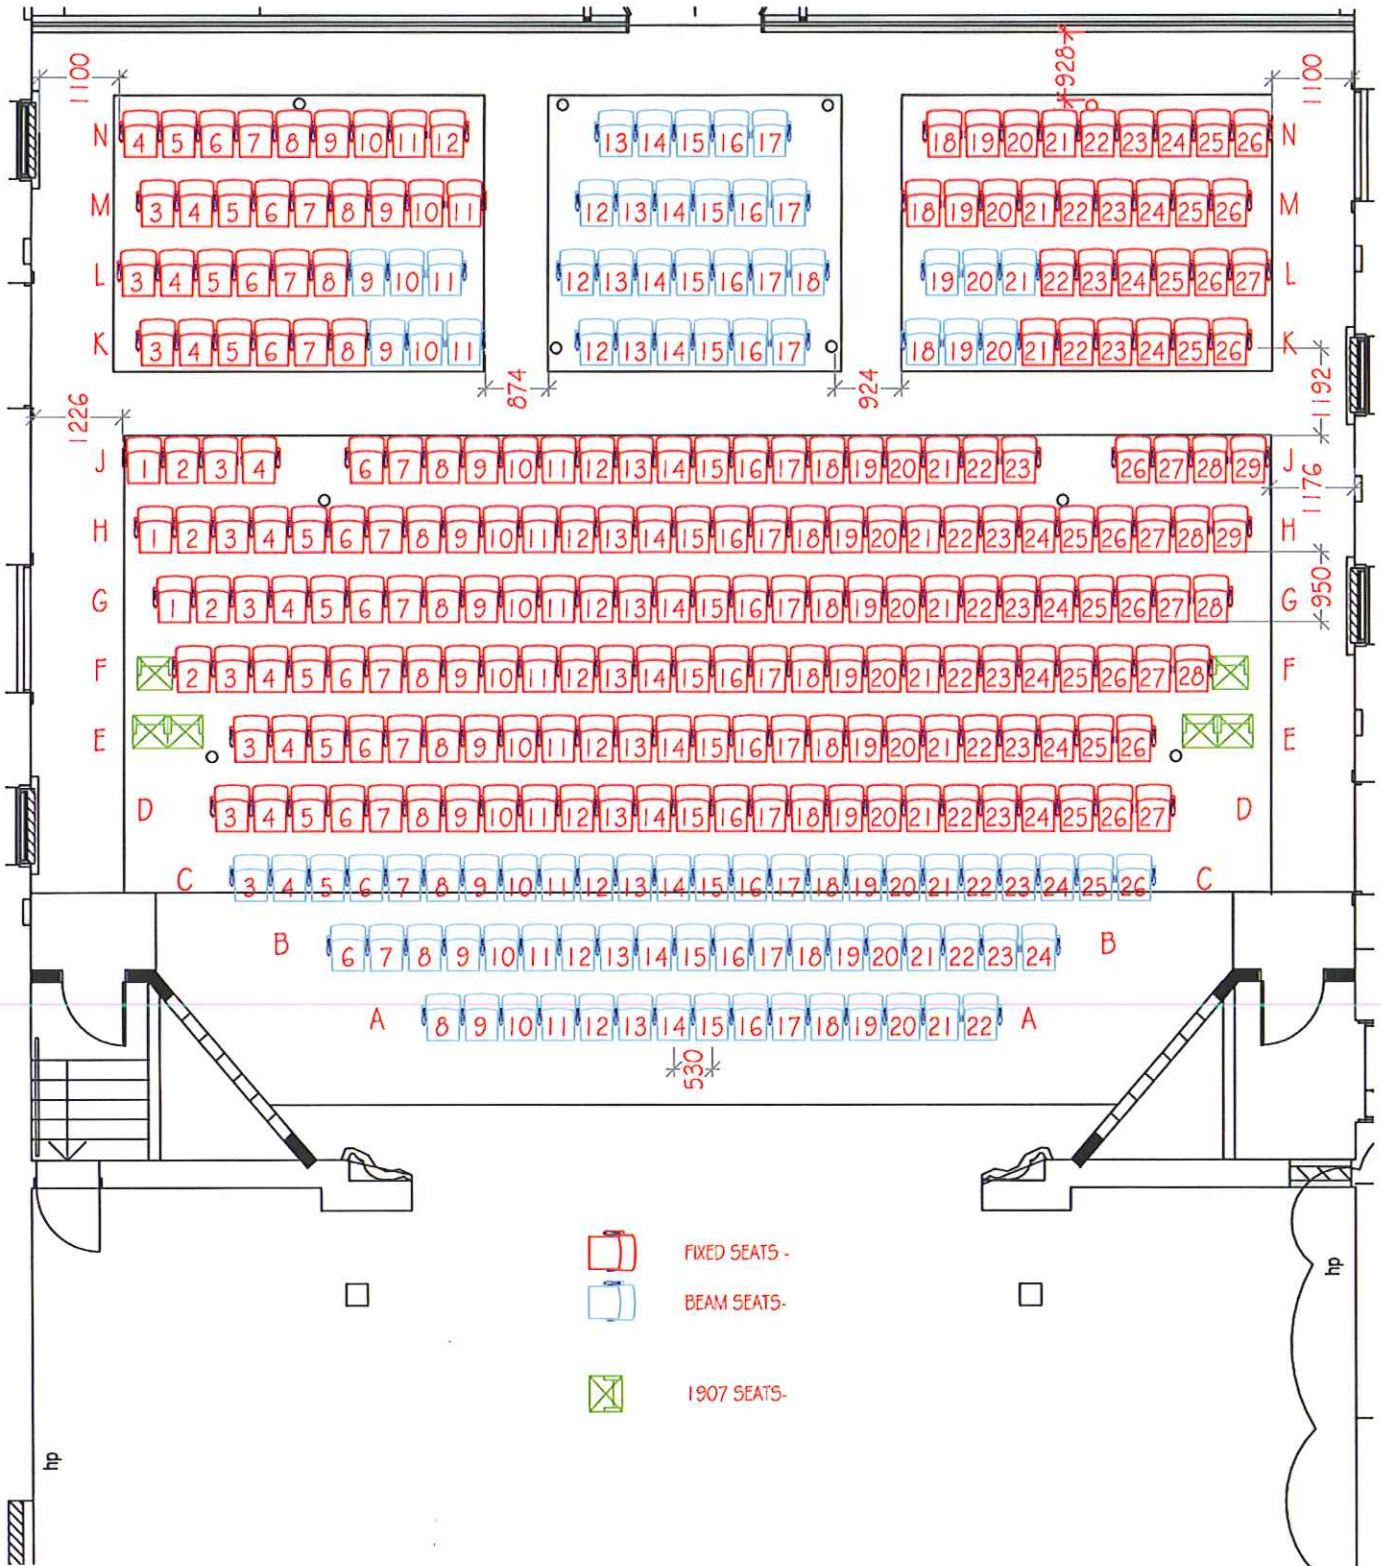 928
1100 1100
N 4 5 6 7 8 9 10 11 12 13 14 15 16 17 18 19 20 21 22 23 24 25 26 N
M 3 4 5 6 7 8 9 10 11 12 13 14 15 16 17 18 19 20 21 22 23 24 25 26 M
L 3 4 5 6 7 8 9 10 11 12 13 14 15 16 17 18 19 20 21 22 23 24 25 26 27 L
K 3 4 5 6 7 8 9 10 11 12 13 14 15 16 17 18 19 20 21 22 23 24 25 26 K
874 924 1192
1226
J 1 2 3 4 6 7 8 9 10 11 12 13 14 15 16 17 18 19 20 21 22 23 26 27 28 29 J
1176
H 1 2 3 4 5 6 7 8 9 10 11 12 13 14 15 16 17 18 19 20 21 22 23 24 25 26 27 28 29 H
950
G 1 2 3 4 5 6 7 8 9 10 11 12 13 14 15 16 17 18 19 20 21 22 23 24 25 26 27 28 G
F 2 3 4 5 6 7 8 9 10 11 12 13 14 15 16 17 18 19 20 21 22 23 24 25 26 27 28 F
E 3 4 5 6 7 8 9 10 11 12 13 14 15 16 17 18 19 20 21 22 23 24 25 26 E
D 3 4 5 6 7 8 9 10 11 12 13 14 15 16 17 18 19 20 21 22 23 24 25 26 27 D
C 3 4 5 6 7 8 9 10 11 12 13 14 15 16 17 18 19 20 21 22 23 24 25 26 C
B 6 7 8 9 10 11 12 13 14 15 16 17 18 19 20 21 22 23 24 B
A 8 9 10 11 12 13 14 15 16 17 18 19 20 21 22 A
530
FIXED SEATS -
hp
BEAM SEATS-
1907 SEATS-
hp